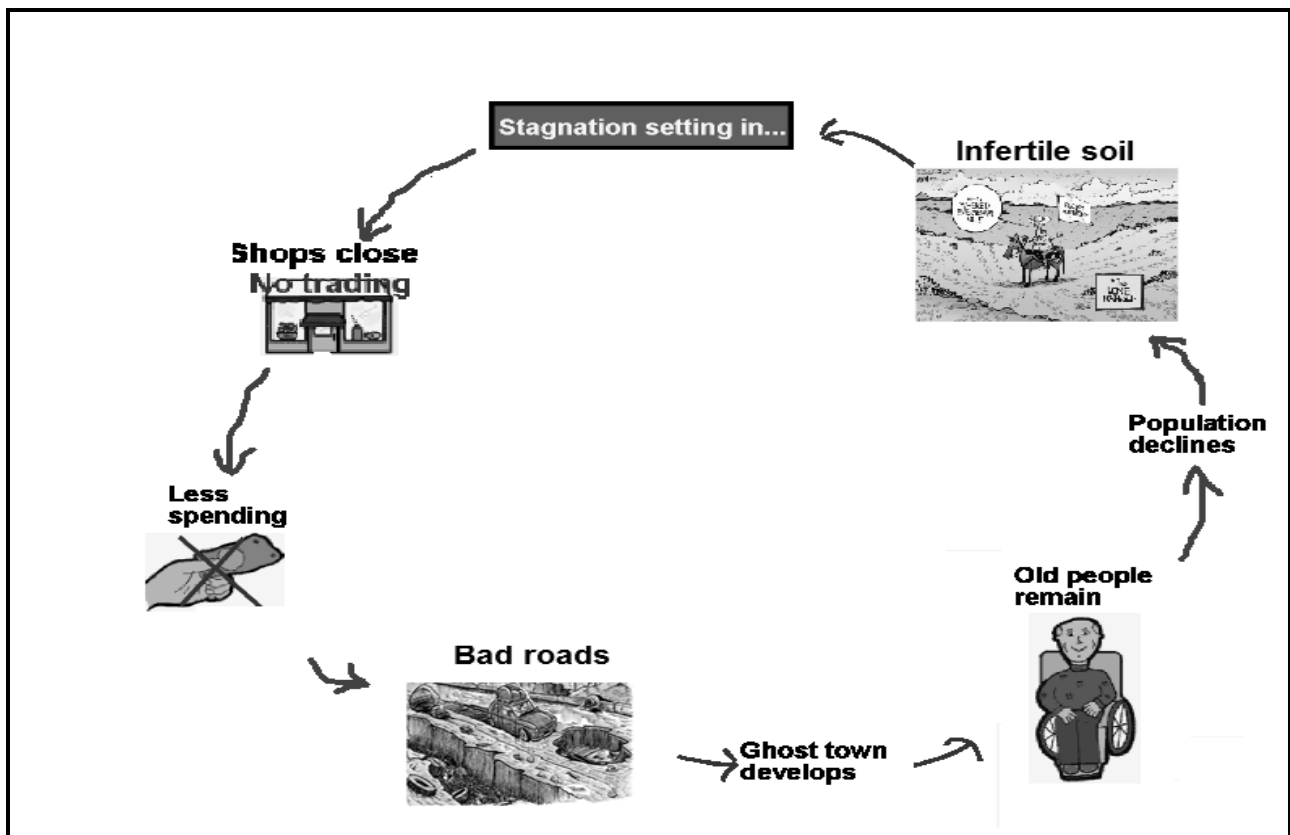 Stagnation setting in...
Shops close
No trading
Less
spending
Bad roads
Ghost town
develops
Old people
remain
Population
declines
Infertile soil